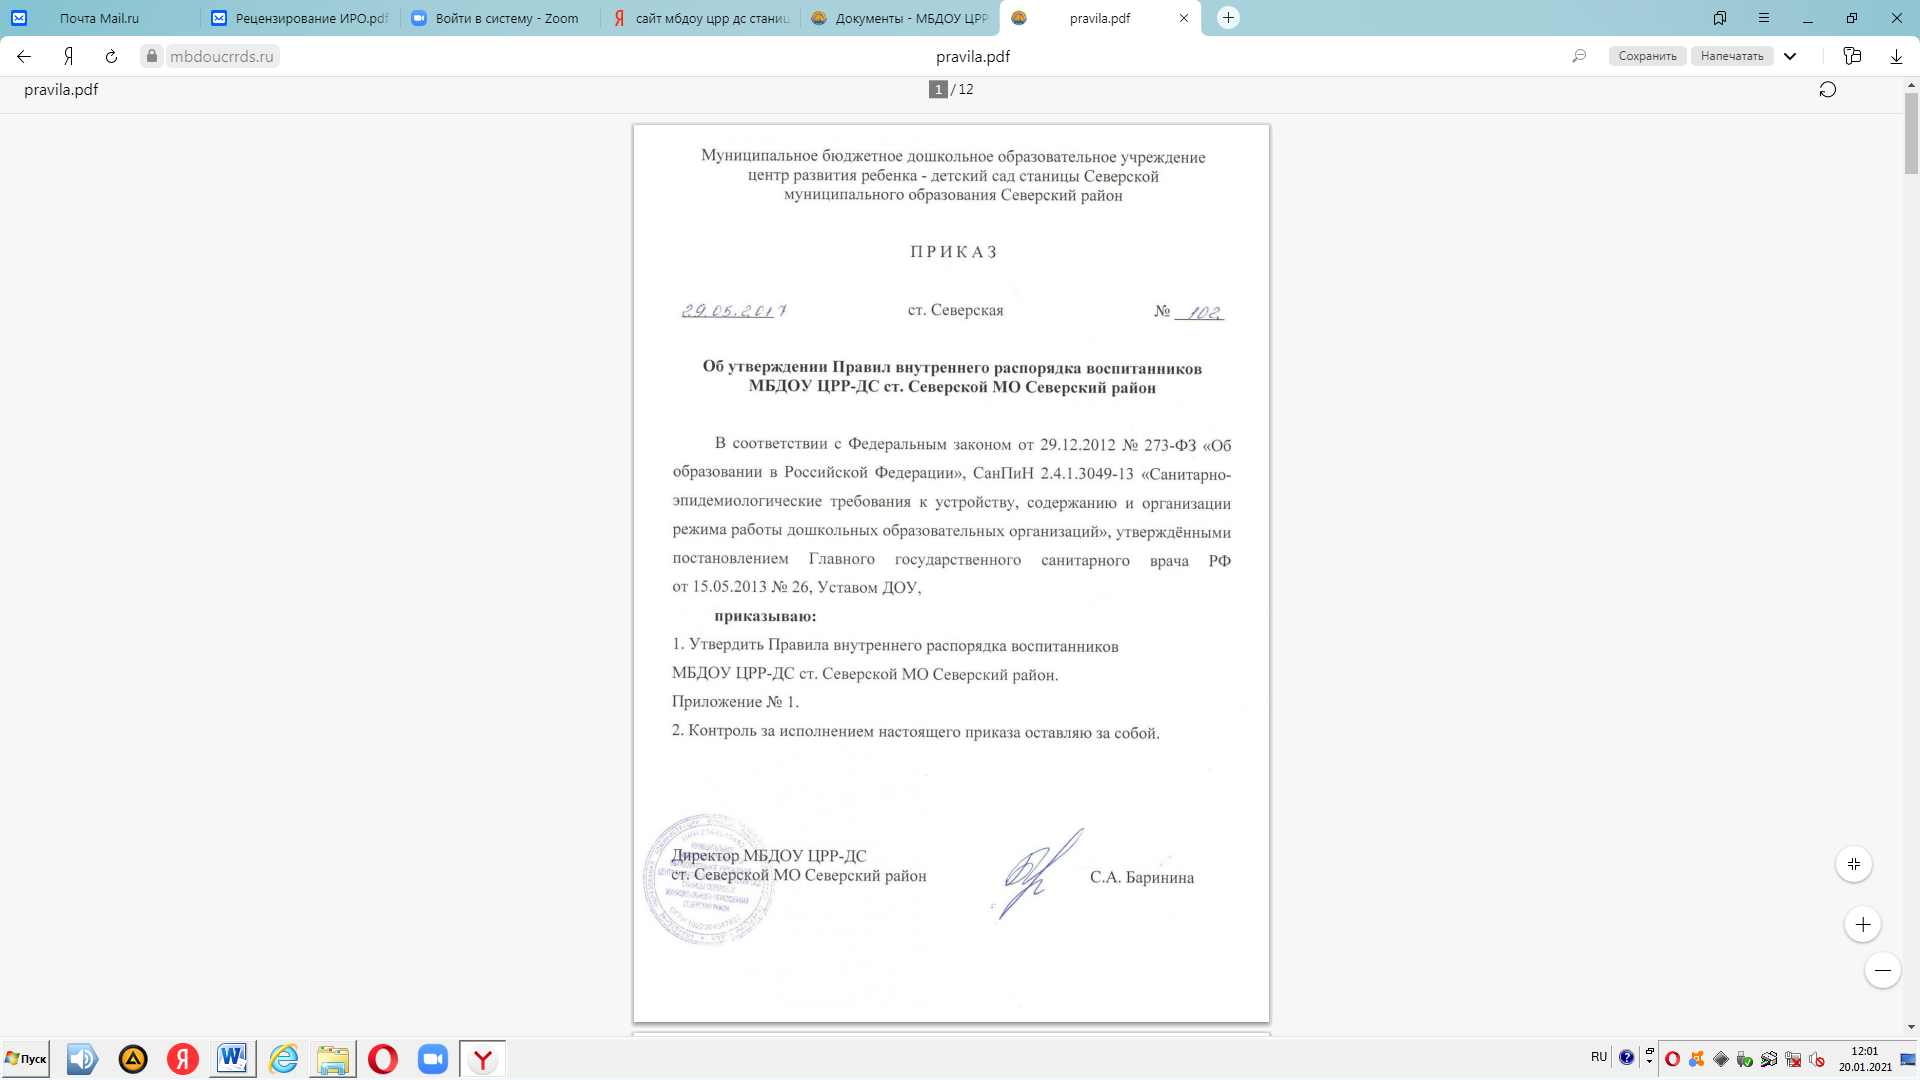 Почта Mail.ru
Рецензирование ИРО.pdf
Войти в систему - Zoom
сайт мбдоу црр дс станиц
Документы - МБДОУ ЦРР
pravila.pdf
mbdoucrrds.ru
pravila.pdf
Сохранить
Напечатать
pravila.pdf
1 / 12
Муниципальное бюджетное дошкольное образовательное учреждение
центр развития ребенка - детский сад станицы Северской
муниципального образования Северский район
П Р И К А З
29.05.2017 ст. Северская № 102
Об утверждении Правил внутреннего распорядка воспитанников
МБДОУ ЦРР-ДС ст. Северской МО Северский район
В соответствии с Федеральным законом от 29.12.2012 № 273-ФЗ «Об
образовании в Российской Федерации», СанПиН 2.4.1.3049-13 «Санитарно-
эпидемиологические требования к устройству, содержанию и организации
режима работы дошкольных образовательных организаций», утверждёнными
постановлением Главного государственного санитарного врача РФ
от 15.05.2013 № 26, Уставом ДОУ,
приказываю:
1. Утвердить Правила внутреннего распорядка воспитанников
МБДОУ ЦРР-ДС ст. Северской МО Северский район.
Приложение № 1.
2. Контроль за исполнением настоящего приказа оставляю за собой.
Директор МБДОУ ЦРР-ДС
ст. Северской МО Северский район
С.А. Баринина
Пуск
RU
12:01
20.01.2021